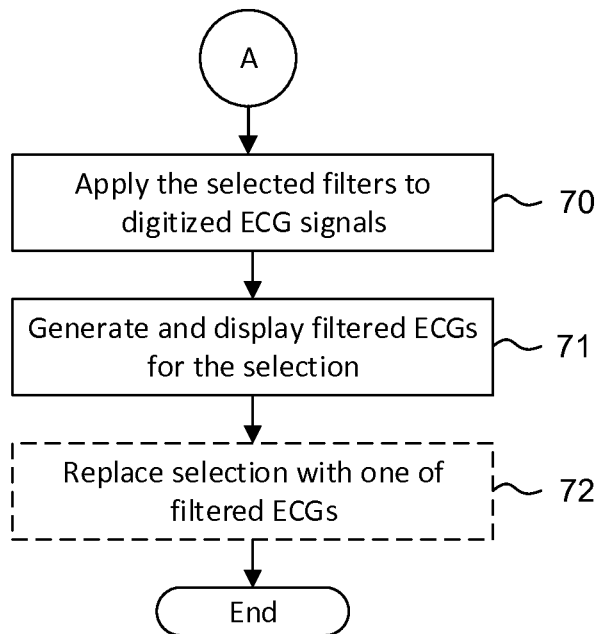 A
Apply the selected filters to
digitized ECG signals
70
Generate and display filtered ECGs
for the selection
71
Replace selection with one of
filtered ECGs
72
End